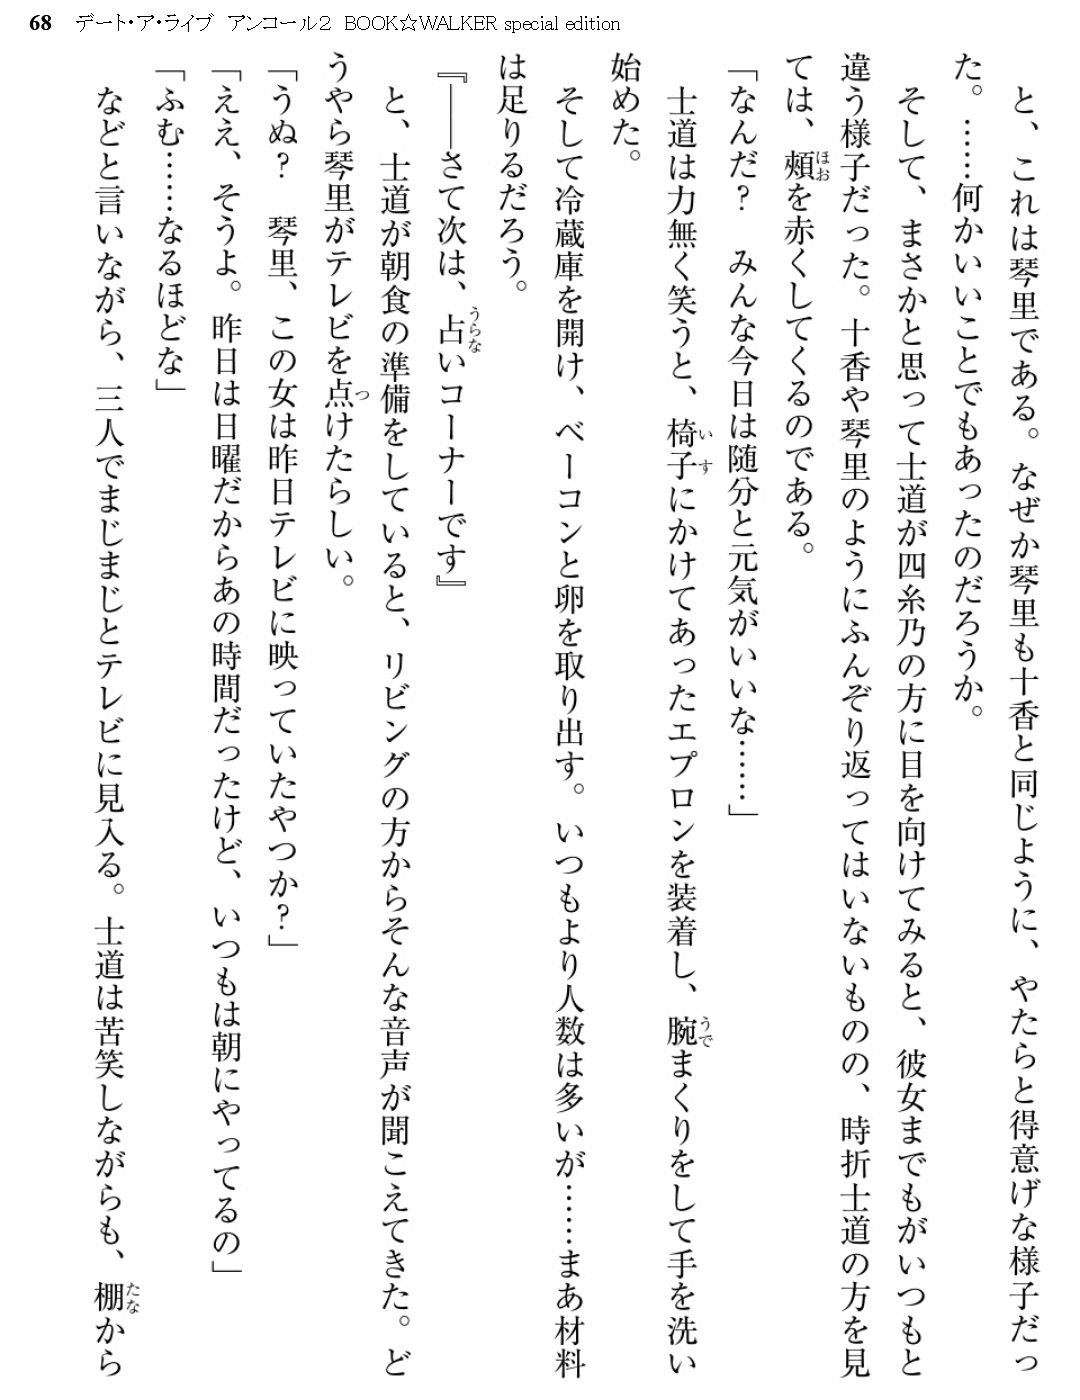 68 デート・ア・ライブ アンコール２ BOOK☆WALKER special edition
と、これは琴里である。なぜか琴里も十香と同じように、やたらと得意げな様子だっ
た。……何かいいことでもあったのだろうか。
そして、まさかと思って士道が四糸乃の方に目を向けてみると、彼女までもがいつもと
違う様子だった。十香や琴里のようにふんぞり返ってはいないものの、時折士道の方を見
ては、頰を赤くしてくるのである。
「なんだ？　みんな今日は随分と元気がいいな……」
士道は力無く笑うと、椅子にかけてあったエプロンを装着し、腕まくりをして手を洗い
始めた。
そして冷蔵庫を開け、ベーコンと卵を取り出す。いつもより人数は多いが……まあ材料
は足りるだろう。
『――さて次は、占いコーナーです』
と、士道が朝食の準備をしていると、リビングの方からそんな音声が聞こえてきた。ど
うやら琴里がテレビを点けたらしい。
「うぬ？　琴里、この女は昨日テレビに映っていたやつか？」
「ええ、そうよ。昨日は日曜だからあの時間だったけど、いつもは朝にやってるの」
「ふむ……なるほどな」
などと言いながら、三人でまじまじとテレビに見入る。士道は苦笑しながらも、棚から